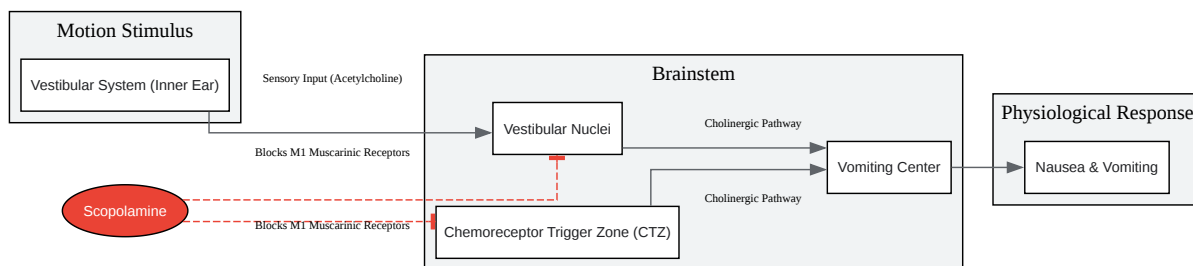 Motion Stimulus
Vestibular System (Inner Ear)
Sensory Input (Acetylcholine)
Brainstem
Vestibular Nuclei
Cholinergic Pathway
Physiological Response
Blocks M1 Muscarinic Receptors
Vomiting Center
Nausea & Vomiting
Cholinergic Pathway
Scopolamine
Blocks M1 Muscarinic Receptors
Chemoreceptor Trigger Zone (CTZ)